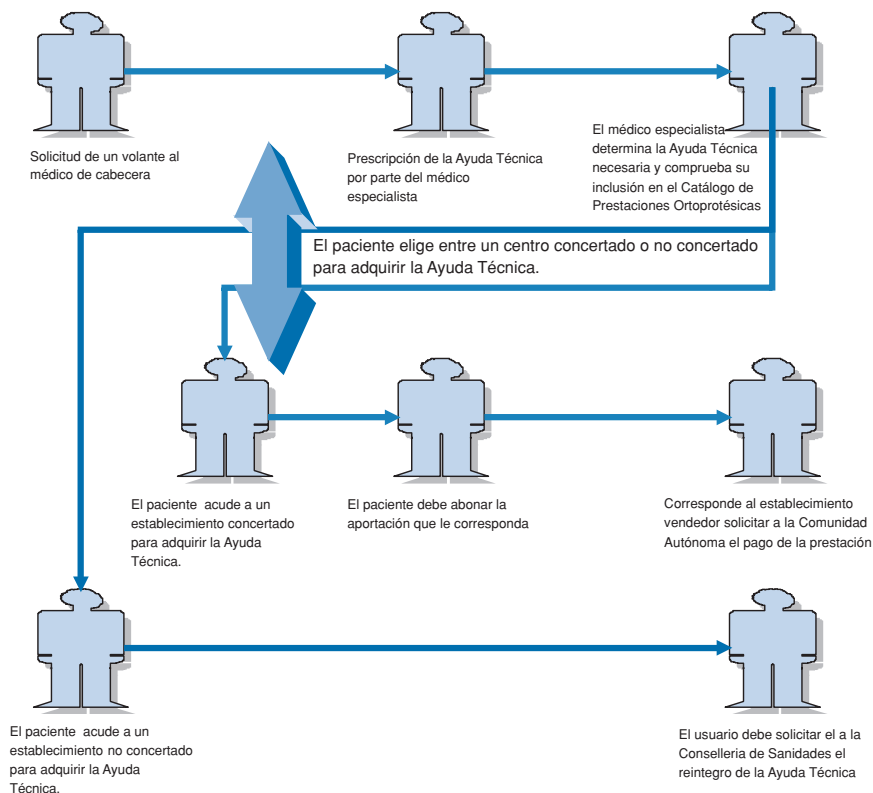 Solicitud de un volante al
médico de cabecera
Prescripción de la Ayuda Técnica
por parte del médico
especialista
El médico especialista
determina la Ayuda Técnica
necesaria y comprueba su
inclusión en el Catálogo de
Prestaciones Ortoprotésicas
El paciente elige entre un centro concertado o no concertado
para adquirir la Ayuda Técnica.
El paciente acude a un
establecimiento concertado
para adquirir la Ayuda
Técnica.
El paciente debe abonar la
aportación que le corresponda
Corresponde al establecimiento
vendedor solicitar a la Comunidad
Autónoma el pago de la prestación
El paciente acude a un
establecimiento no concertado
para adquirir la Ayuda
Técnica.
El usuario debe solicitar el a la
Conselleria de Sanidades el
reintegro de la Ayuda Técnica